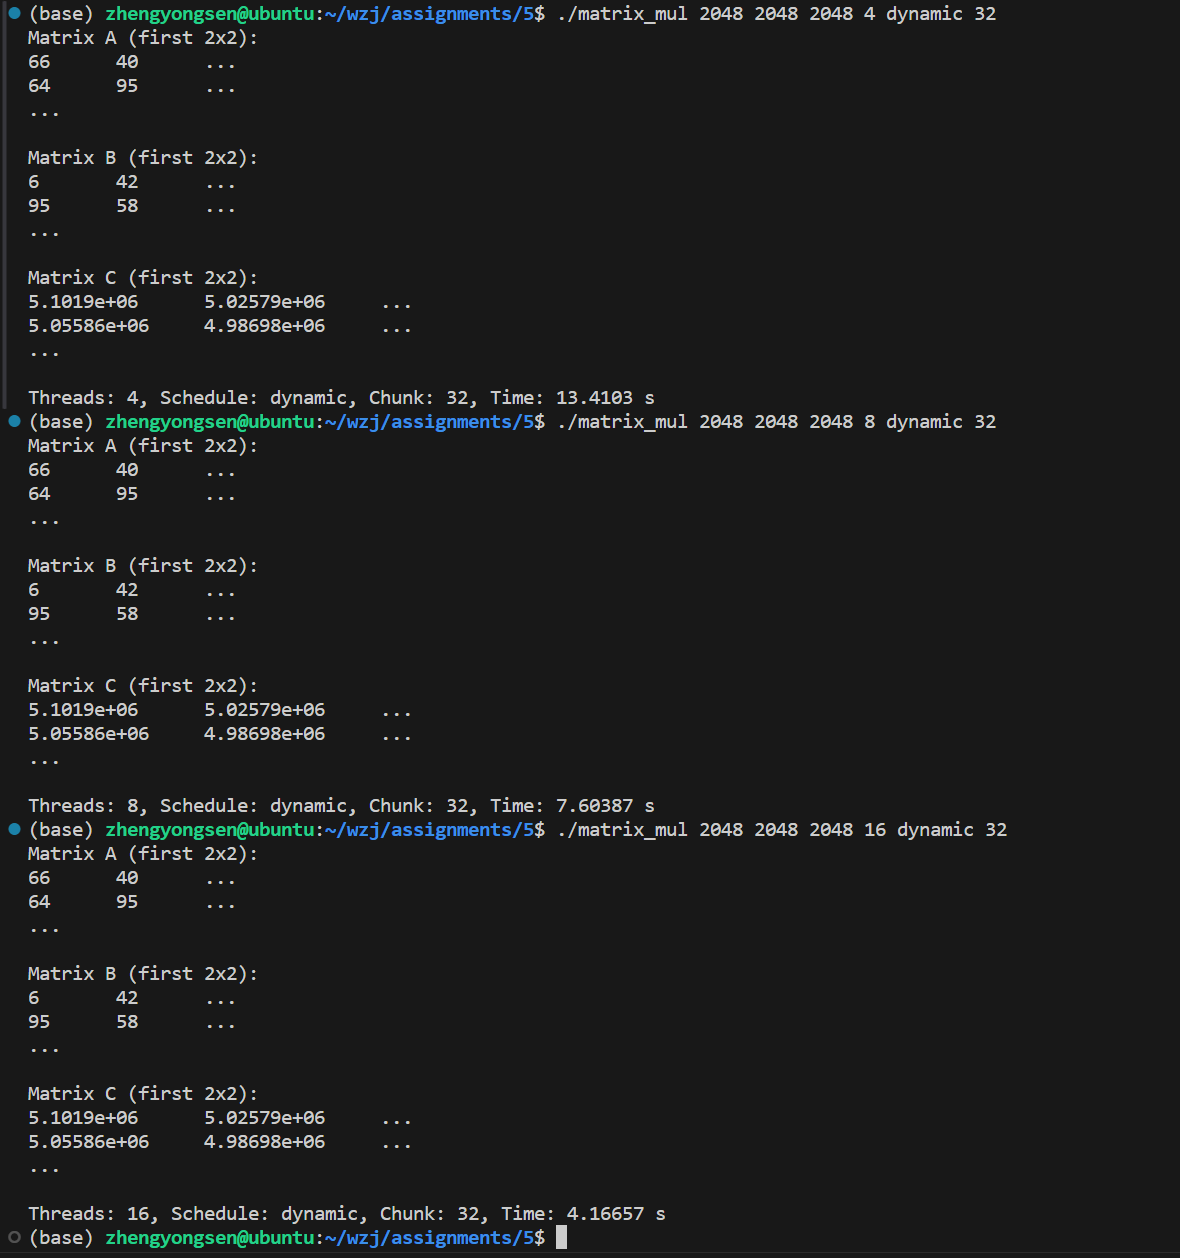 (base) zhengyongsen@ubuntu:~/wzj/assignments/5$ ./matrix_mul 2048 2048 2048 4 dynamic 32
Matrix A (first 2x2):
66 40 ...
64 95 ...
...
Matrix B (first 2x2):
6 42 ...
95 58 ...
...
Matrix C (first 2x2):
5.1019e+06 5.02579e+06 ...
5.05586e+06 4.98698e+06 ...
...
Threads: 4, Schedule: dynamic, Chunk: 32, Time: 13.4103 s
(base) zhengyongsen@ubuntu:~/wzj/assignments/5$ ./matrix_mul 2048 2048 2048 8 dynamic 32
Matrix A (first 2x2):
66 40 ...
64 95 ...
...
Matrix B (first 2x2):
6 42 ...
95 58 ...
...
Matrix C (first 2x2):
5.1019e+06 5.02579e+06 ...
5.05586e+06 4.98698e+06 ...
...
Threads: 8, Schedule: dynamic, Chunk: 32, Time: 7.60387 s
(base) zhengyongsen@ubuntu:~/wzj/assignments/5$ ./matrix_mul 2048 2048 2048 16 dynamic 32
Matrix A (first 2x2):
66 40 ...
64 95 ...
...
Matrix B (first 2x2):
6 42 ...
95 58 ...
...
Matrix C (first 2x2):
5.1019e+06 5.02579e+06 ...
5.05586e+06 4.98698e+06 ...
...
Threads: 16, Schedule: dynamic, Chunk: 32, Time: 4.16657 s
(base) zhengyongsen@ubuntu:~/wzj/assignments/5$